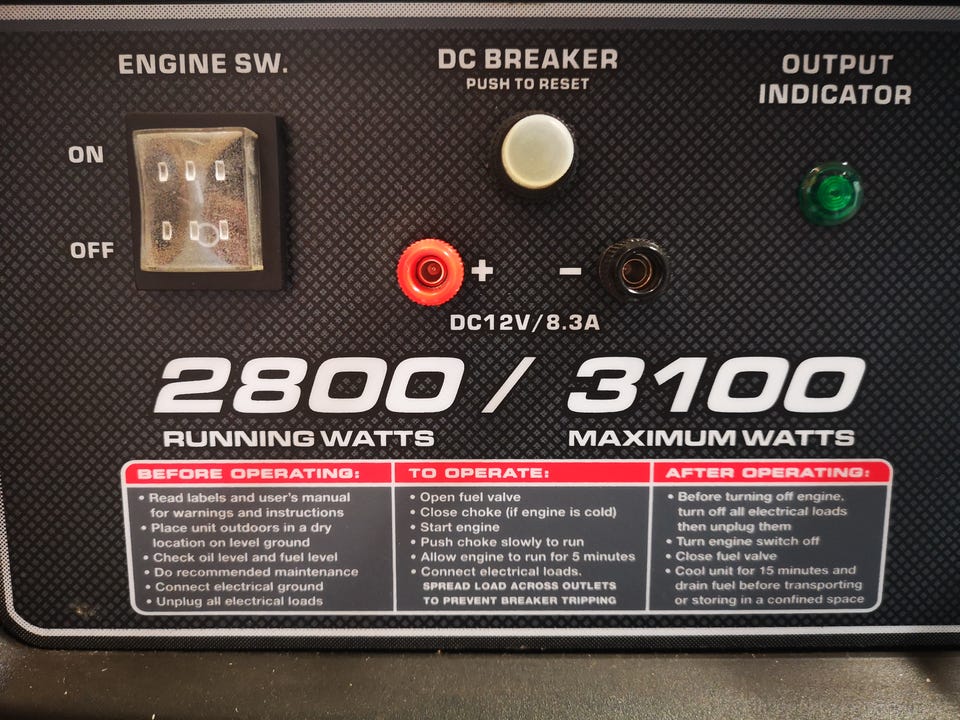 ENGINE SW.
DC BREAKER
PUSH TO RESET
OUTPUT
INDICATOR
ON
OFF
+ −
DC12V/8.3A
2800 / 3100
RUNNING WATTS
MAXIMUM WATTS
BEFORE OPERATING:
• Read labels and user's manual
for warnings and instructions
• Place unit outdoors in a dry
location on level ground
• Check oil level and fuel level
• Do recommended maintenance
• Connect electrical ground
• Unplug all electrical loads
TO OPERATE:
• Open fuel valve
• Close choke (if engine is cold)
• Start engine
• Push choke slowly to run
• Allow engine to run for 5 minutes
• Connect electrical loads.
SPREAD LOAD ACROSS OUTLETS
TO PREVENT BREAKER TRIPPING
AFTER OPERATING:
• Before turning off engine,
turn off all electrical loads
then unplug them
• Turn engine switch off
• Close fuel valve
• Cool unit for 15 minutes and
drain fuel before transporting
or storing in a confined space